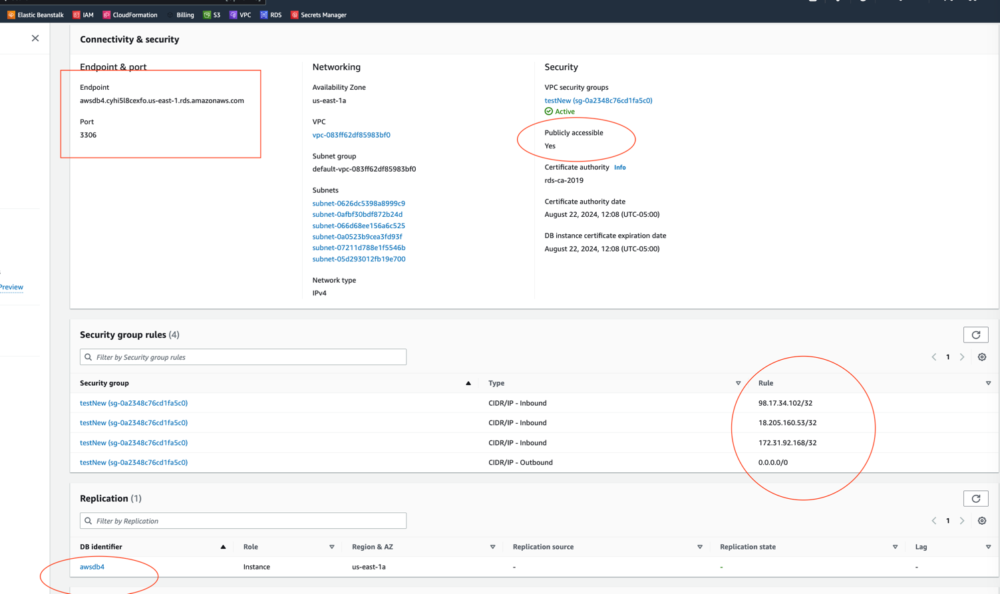 Elastic Beanstalk IAM CloudFormation Billing S3 VPC RDS Secrets Manager
Connectivity & security
Endpoint & port
Endpoint
awsdb4.cyhi5l8cexfo.us-east-1.rds.amazonaws.com
Port
3306
Networking
Availability Zone
us-east-1a
VPC
vpc-083ff62df85983bf0
Subnet group
default-vpc-083ff62df85983bf0
Subnets
subnet-0626dc5398a8999c9
subnet-0afbf30bdf872b24d
subnet-066d68ee156a6c525
subnet-0a0523b9cea3fd93f
subnet-07211d788e1f5546b
subnet-05d293012fb19e700
Network type
IPv4
Security
VPC security groups
testNew (sg-0a2348c76cd1fa5c0)
Active
Publicly accessible
Yes
Certificate authority Info
rds-ca-2019
Certificate authority date
August 22, 2024, 12:08 (UTC-05:00)
DB instance certificate expiration date
August 22, 2024, 12:08 (UTC-05:00)
Preview
Security group rules (4)
Filter by Security group rules
1
Security group Type Rule
testNew (sg-0a2348c76cd1fa5c0) CIDR/IP - Inbound 98.17.34.102/32
testNew (sg-0a2348c76cd1fa5c0) CIDR/IP - Inbound 18.205.160.53/32
testNew (sg-0a2348c76cd1fa5c0) CIDR/IP - Inbound 172.31.92.168/32
testNew (sg-0a2348c76cd1fa5c0) CIDR/IP - Outbound 0.0.0.0/0
Replication (1)
Filter by Replication
1
DB identifier Role Region & AZ Replication source Replication state Lag
awsdb4 Instance us-east-1a - - -